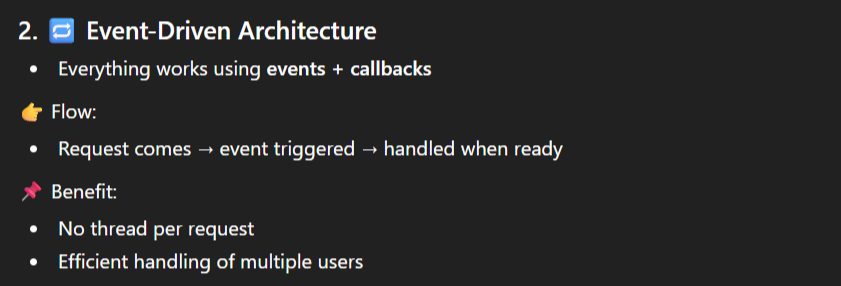 2. 🔁 Event-Driven Architecture
• Everything works using events + callbacks
👉 Flow:
• Request comes → event triggered → handled when ready
📌 Benefit:
• No thread per request
• Efficient handling of multiple users